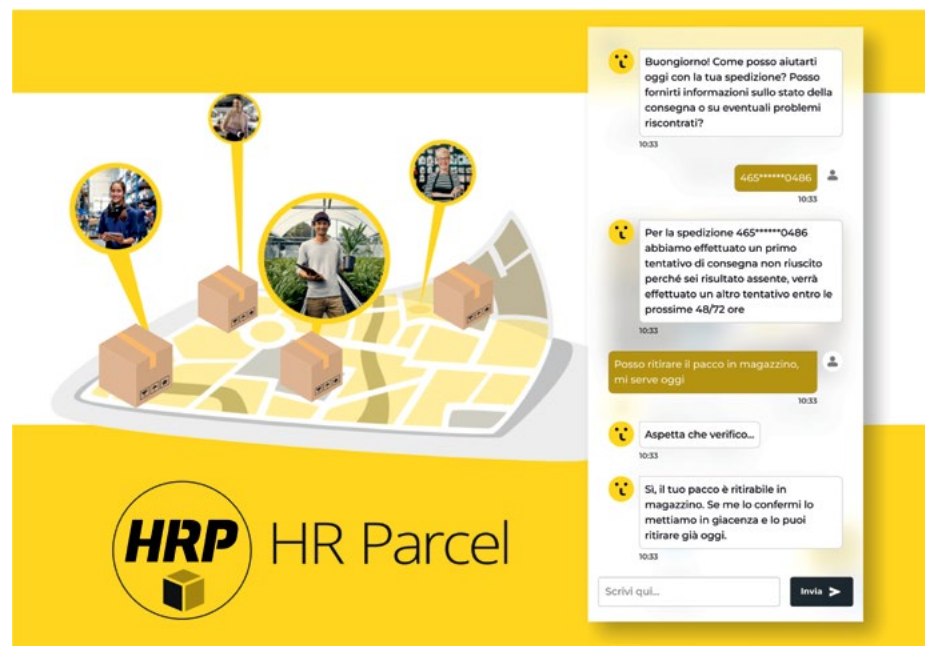 Buongiorno! Come posso aiutarti
oggi con la tua spedizione? Posso
fornirti informazioni sullo stato della
consegna o su eventuali problemi
riscontrati?
10:33
465******0486
10:33
Per la spedizione 465******0486
abbiamo effettuato un primo
tentativo di consegna non riuscito
perché sei risultato assente, verrà
effettuato un altro tentativo entro le
prossime 48/72 ore
10:33
Posso ritirare il pacco in magazzino,
mi serve oggi
10:33
Aspetta che verifico...
10:33
Sì, il tuo pacco è ritirabile in
magazzino. Se me lo confermi lo
mettiamo in giacenza e lo puoi
ritirare già oggi.
10:33
Scrivi qui...
Invia
HRP
HR Parcel